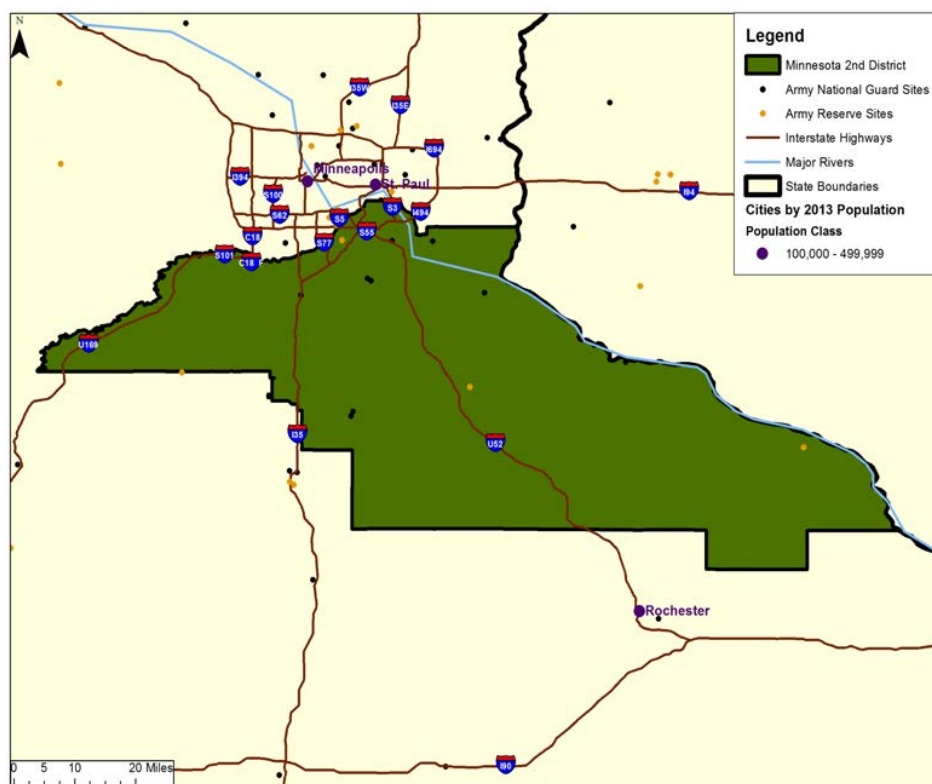 N
Legend
Minnesota 2nd District
Army National Guard Sites
Army Reserve Sites
Interstate Highways
Major Rivers
State Boundaries
Cities by 2013 Population
Population Class
100,000 - 499,999
I35W
I35E
I694
Minneapolis
St. Paul
I394
S100
I94
S62
S5
S3
I494
C18
S77
S55
S101
C18
U169
I35
U52
Rochester
I90
0 5 10 20 Miles